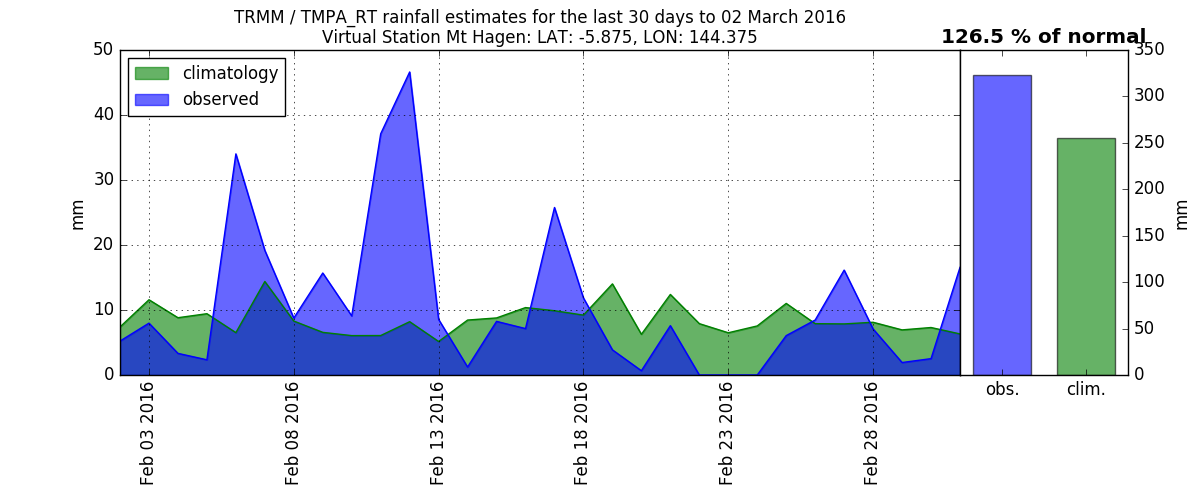 TRMM / TMPA_RT rainfall estimates for the last 30 days to 02 March 2016
Virtual Station Mt Hagen: LAT: -5.875, LON: 144.375
126.5 % of normal
climatology
observed
50
40
30
20
10
0
mm
Feb 03 2016
Feb 08 2016
Feb 13 2016
Feb 18 2016
Feb 23 2016
Feb 28 2016
350
300
250
200
150
100
50
0
mm
obs.
clim.